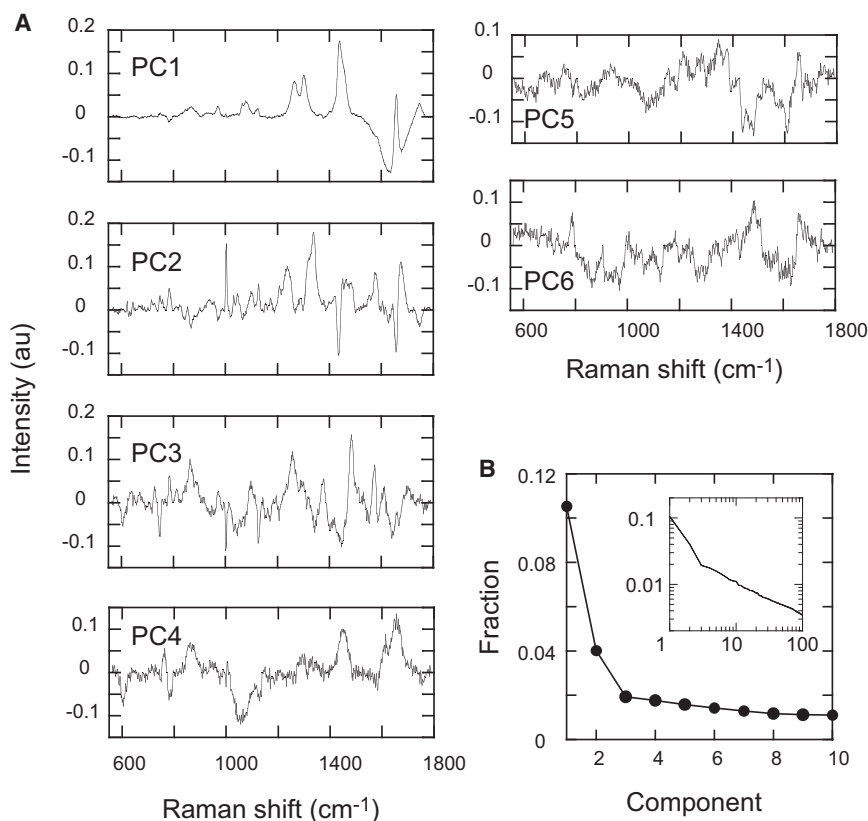 A
PC1
0.2
0.1
0
-0.1
PC2
0.2
0.1
0
-0.1
PC3
0.2
0.1
0
-0.1
PC4
0.1
0
-0.1
600 1000 1400 1800
Raman shift (cm-1)
Intensity (au)
PC5
0.1
0
-0.1
PC6
0.1
0
-0.1
600 1000 1400 1800
Raman shift (cm-1)
B
0.12
0.08
0.04
0
Fraction
2 4 6 8 10
Component
0.1
0.01
1 10 100